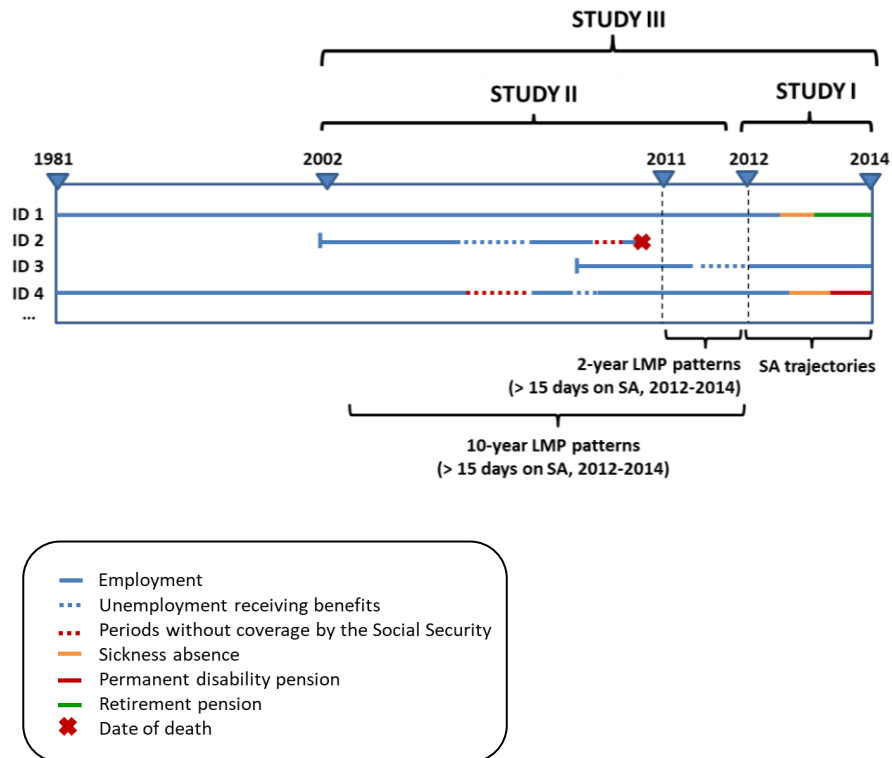 STUDY III
STUDY II
STUDY I
1981 2002 2011 2012 2014
ID 1
ID 2
ID 3
ID 4
...
2-year LMP patterns
(> 15 days on SA, 2012-2014)
SA trajectories
10-year LMP patterns
(> 15 days on SA, 2012-2014)
Employment
Unemployment receiving benefits
Periods without coverage by the Social Security
Sickness absence
Permanent disability pension
Retirement pension
Date of death